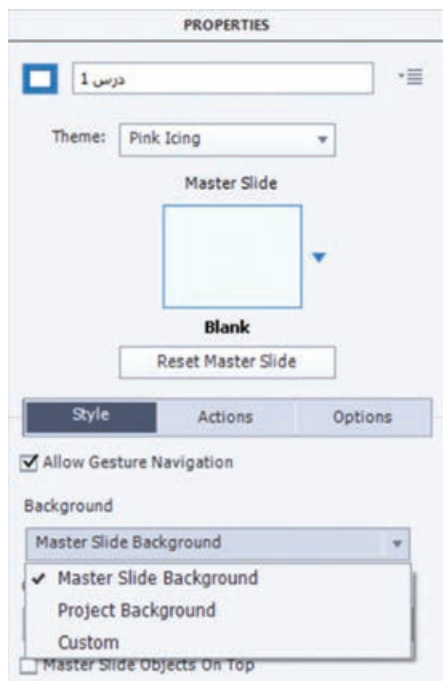 PROPERTIES
درس 1
Theme: Pink Icing
Master Slide
Blank
Reset Master Slide
Style Actions Options
Allow Gesture Navigation
Background
Master Slide Background
Master Slide Background
Project Background
Custom
Master Slide Objects On Top